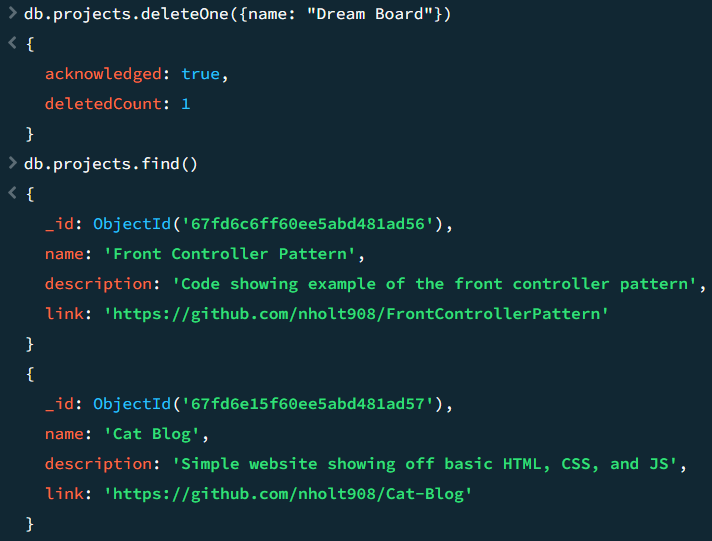 > db.projects.deleteOne({name: "Dream Board"})
< {
acknowledged: true,
deletedCount: 1
}
> db.projects.find()
< {
_id: ObjectId('67fd6c6ff60ee5abd481ad56'),
name: 'Front Controller Pattern',
description: 'Code showing example of the front controller pattern',
link: 'https://github.com/nholt908/FrontControllerPattern'
}
{
_id: ObjectId('67fd6e15f60ee5abd481ad57'),
name: 'Cat Blog',
description: 'Simple website showing off basic HTML, CSS, and JS',
link: 'https://github.com/nholt908/Cat-Blog'
}